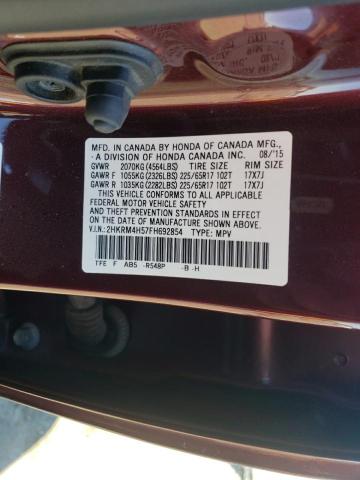 MFD. IN CANADA BY HONDA OF CANADA MFG.,
- A DIVISION OF HONDA CANADA INC. 08/'15
GVWR 2070KG (4564LBS) TIRE SIZE RIM SIZE
GAWR F 1055KG (2326LBS) 225/65R17 102T 17X7J
GAWR R 1035KG (2282LBS) 225/65R17 102T 17X7J
THIS VEHICLE CONFORMS TO ALL APPLICABLE
FEDERAL MOTOR VEHICLE SAFETY
AND THEFT PREVENTION STANDARDS IN EFFECT ON THE
DATE OF MANUFACTURE SHOWN ABOVE.
V.I.N.: 2HKRM4H57FH692854 TYPE: MPV
TFE F AB5 -R548P -B -H